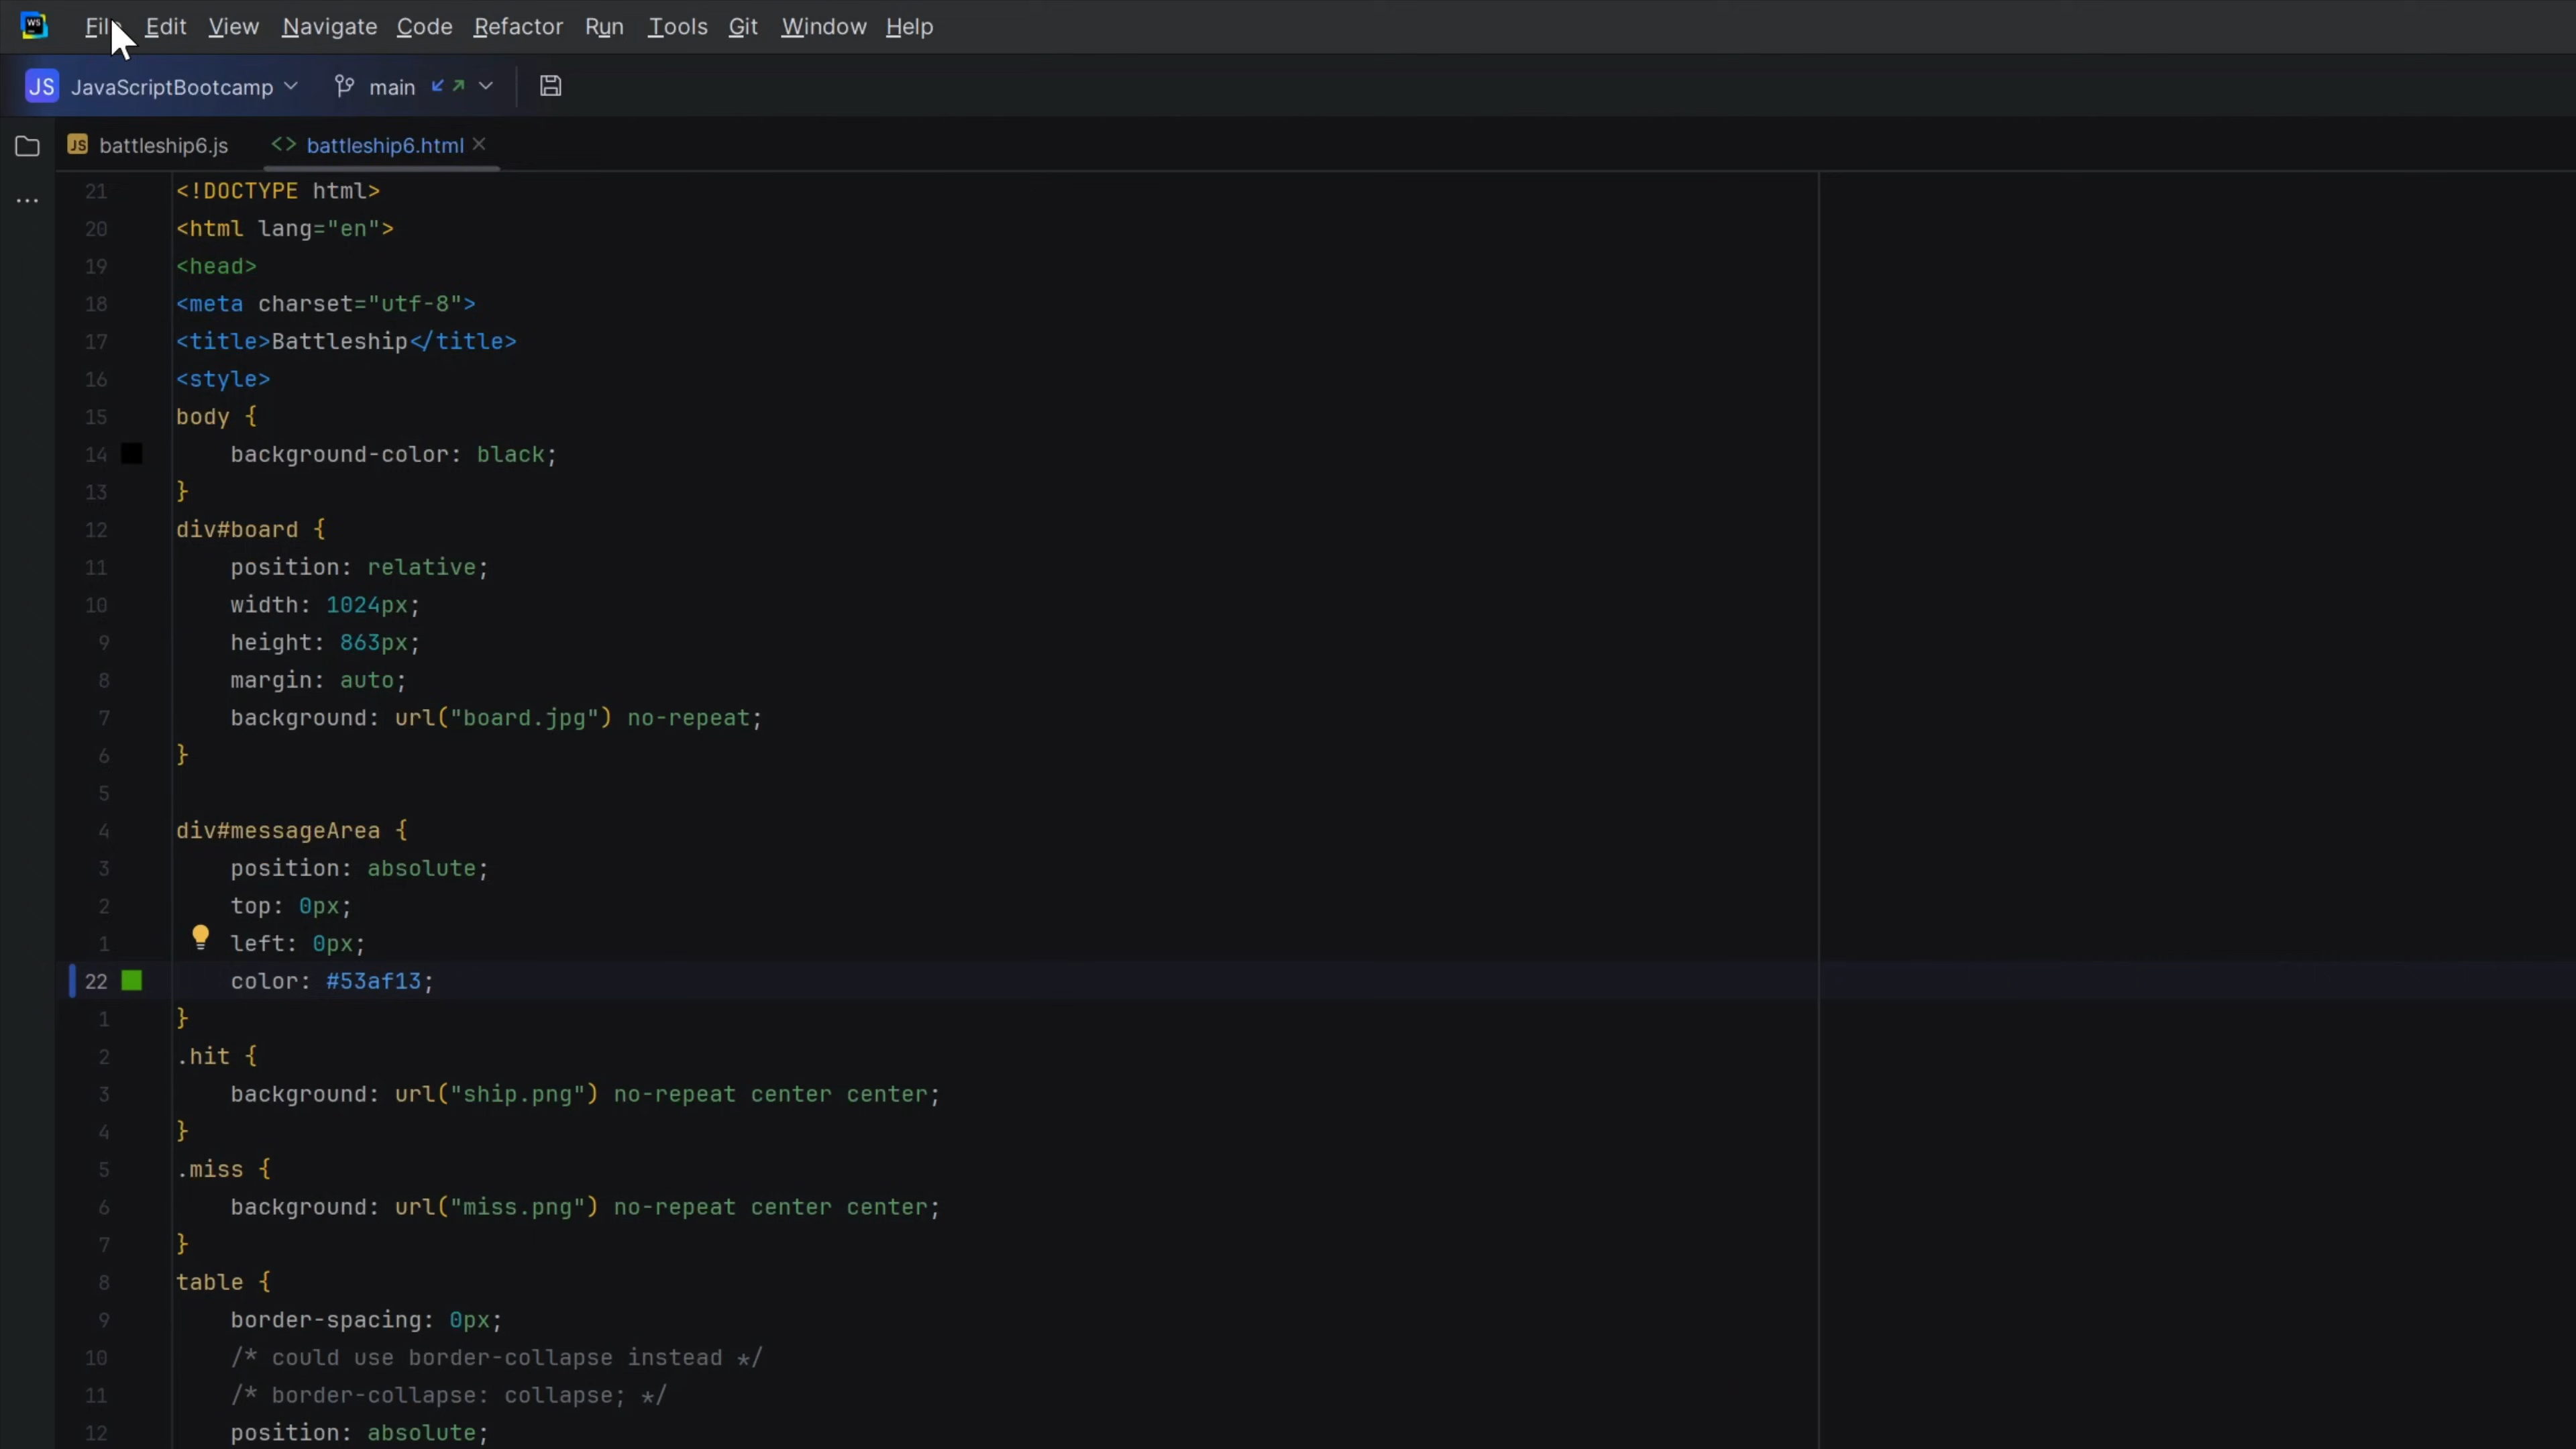 WS File Edit View Navigate Code Refactor Run Tools Git Window Help
JS JavaScriptBootcamp main
JS battleship6.js <> battleship6.html
21 <!DOCTYPE html>
20 <html lang="en">
19 <head>
18 <meta charset="utf-8">
17 <title>Battleship</title>
16 <style>
15 body {
14 background-color: black;
13 }
12 div#board {
11 position: relative;
10 width: 1024px;
9 height: 863px;
8 margin: auto;
7 background: url("board.jpg") no-repeat;
6 }
5
4 div#messageArea {
3 position: absolute;
2 top: 0px;
1 left: 0px;
22 color: #53af13;
1 }
2 .hit {
3 background: url("ship.png") no-repeat center center;
4 }
5 .miss {
6 background: url("miss.png") no-repeat center center;
7 }
8 table {
9 border-spacing: 0px;
10 /* could use border-collapse instead */
11 /* border-collapse: collapse; */
12 position: absolute;